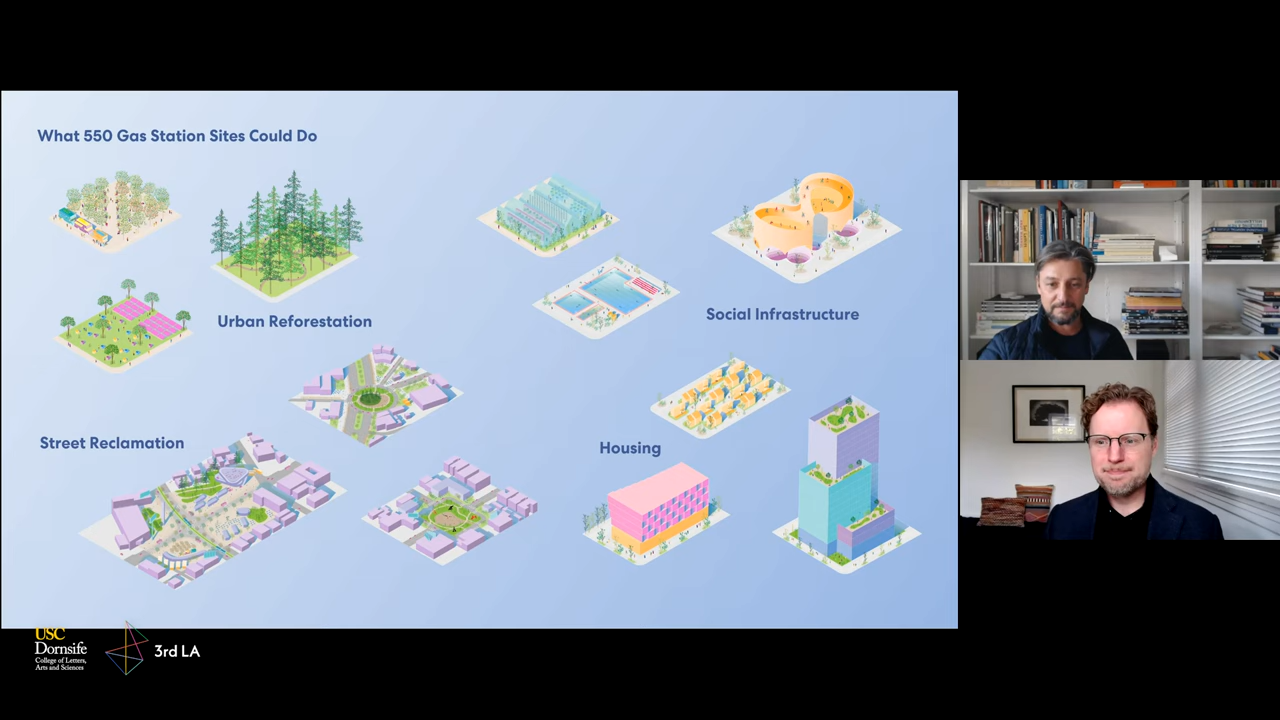 What 550 Gas Station Sites Could Do
Urban Reforestation
Social Infrastructure
Street Reclamation
Housing
USC
Dornsife
College of Letters,
Arts and Sciences
3rd LA